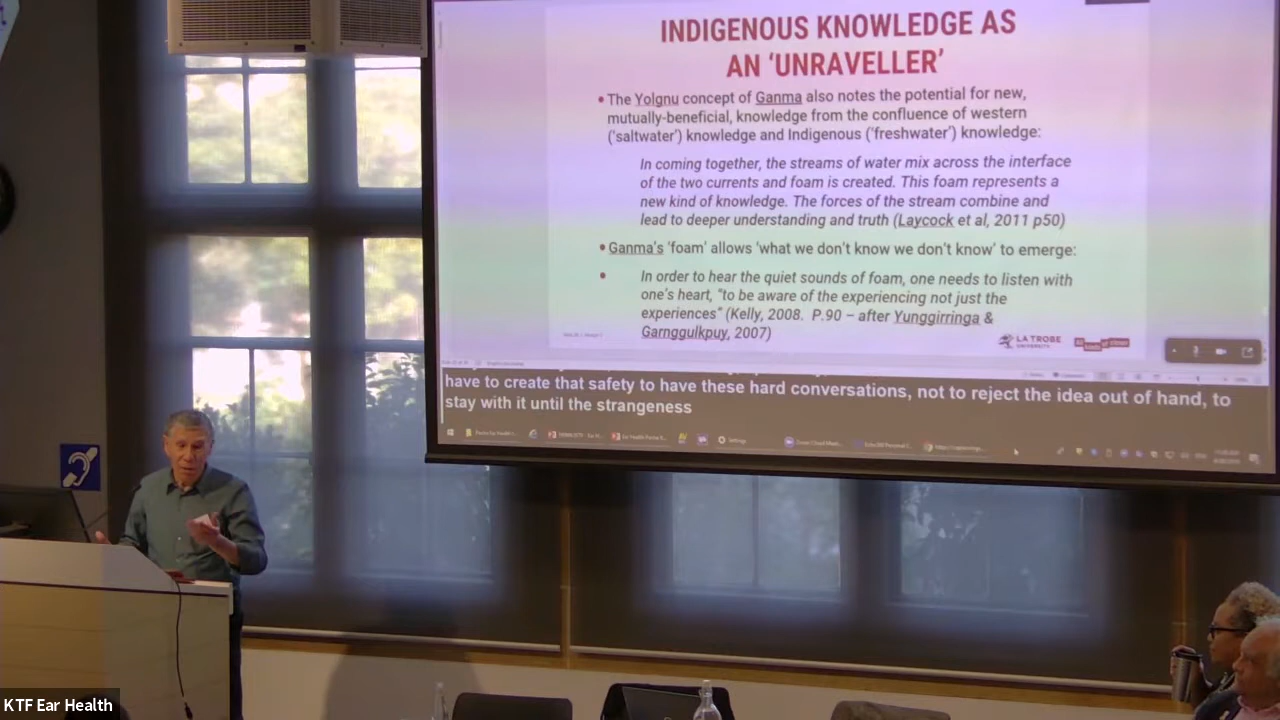 INDIGENOUS KNOWLEDGE AS
AN 'UNRAVELLER'
• The Yolgnu concept of Ganma also notes the potential for new,
mutually-beneficial, knowledge from the confluence of western
('saltwater') knowledge and Indigenous ('freshwater') knowledge:
In coming together, the streams of water mix across the interface
of the two currents and foam is created. This foam represents a
new kind of knowledge. The forces of the stream combine and
lead to deeper understanding and truth (Laycock et al, 2011 p50)
• Ganma's 'foam' allows 'what we don't know we don't know' to emerge:
• In order to hear the quiet sounds of foam, one needs to listen with
one's heart, "to be aware of the experiencing not just the
experiences" (Kelly, 2008. P.90 – after Yunggirringa &
Garnggulkpuy, 2007)
LA TROBE
UNIVERSITY
have to create that safety to have these hard conversations, not to reject the idea out of hand, to
stay with it until the strangeness
Settings
KTF Ear Health